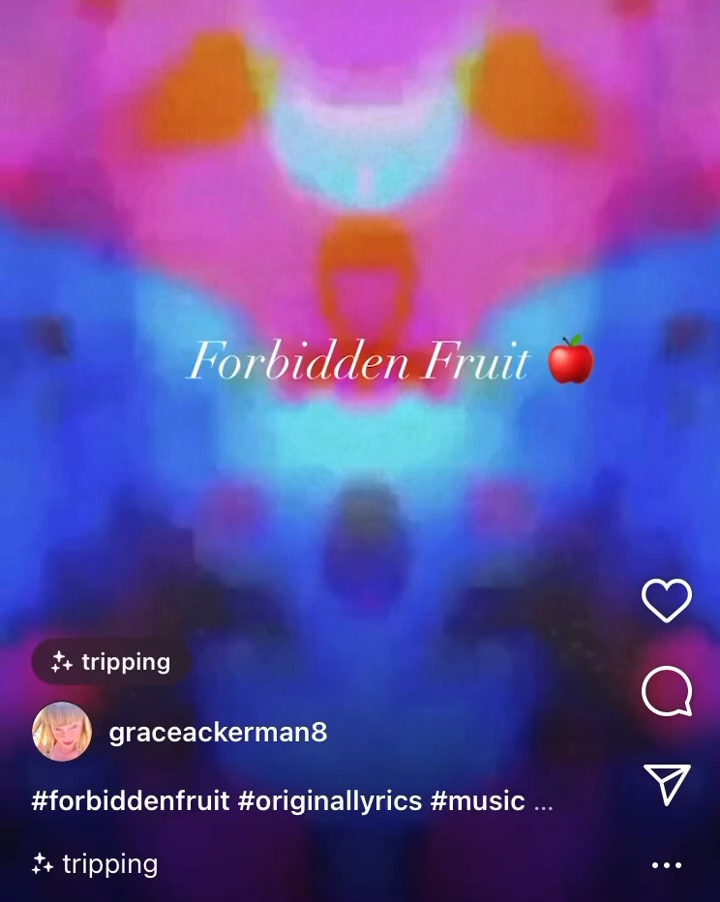 Forbidden Fruit 🍎
tripping
graceackerman8
#forbiddenfruit #originallyrics #music ...
tripping